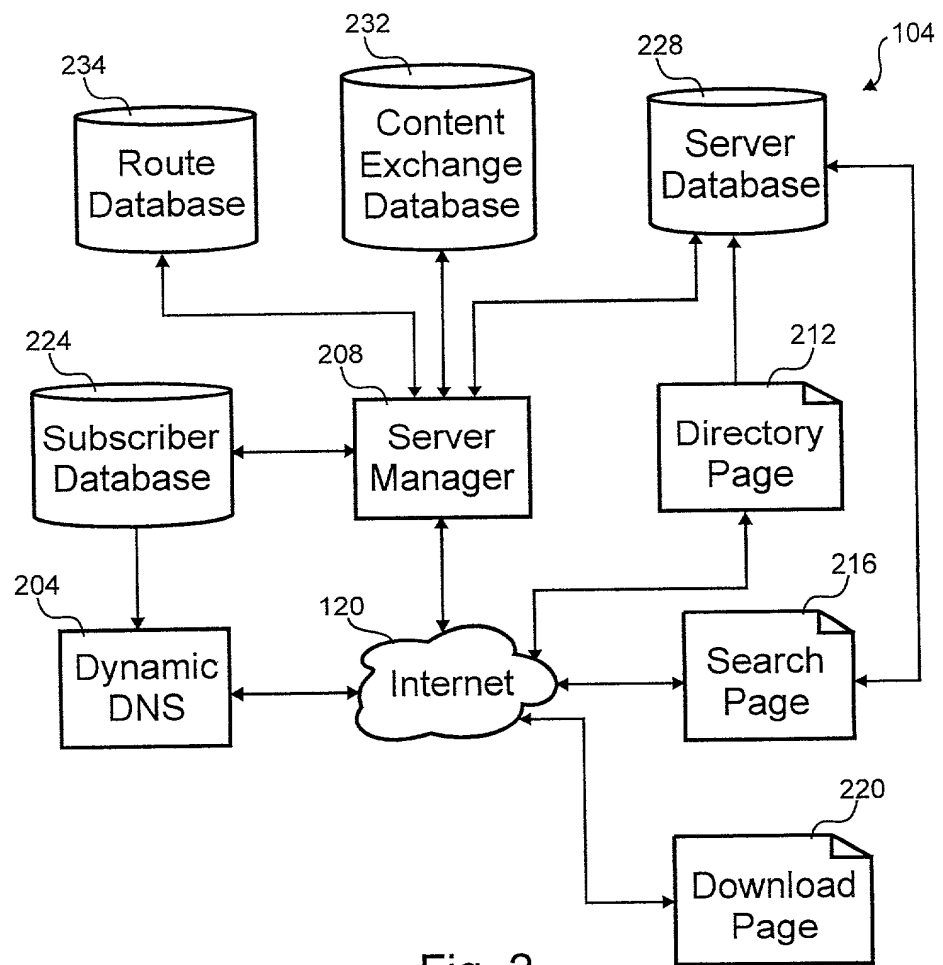 232
104
234
228
Content
Exchange
Database
Server
Database
Route
Database
224
208
212
Subscriber
Database
Server
Manager
Directory
Page
204
120
216
Dynamic
DNS
Internet
Search
Page
220
Download
Page